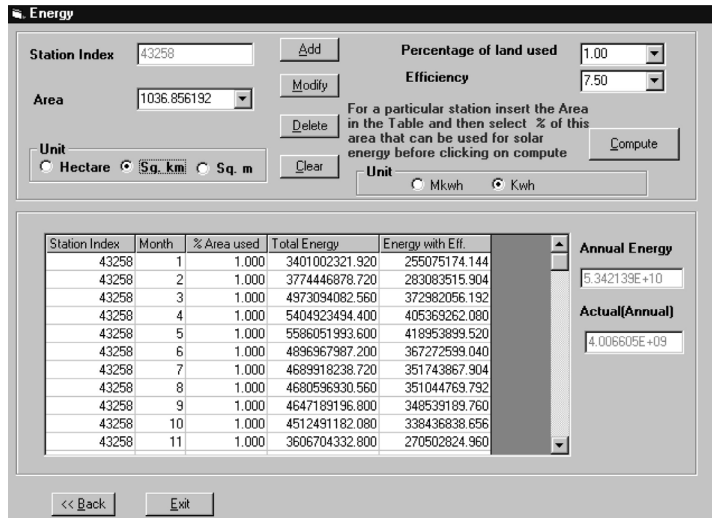 Energy
Station Index 43258
Add
Percentage of land used 1.00
Modify
Efficiency 7.50
Area 1036.856192
Delete
For a particular station insert the Area
in the Table and then select % of this
area that can be used for solar
energy before clicking on compute
Compute
Unit
Hectare Sq. km Sq. m
Clear
Unit
Mkwh Kwh
Station Index Month % Area used Total Energy Energy with Eff.
43258 1 1.000 3401002321.920 255075174.144
43258 2 1.000 3774446878.720 283083515.904
43258 3 1.000 4973094082.560 372982056.192
43258 4 1.000 5404923494.400 405369262.080
43258 5 1.000 5586051993.600 418953899.520
43258 6 1.000 4896967987.200 367272599.040
43258 7 1.000 4689918238.720 351743867.904
43258 8 1.000 4680596930.560 351044769.792
43258 9 1.000 4647189196.800 348539189.760
43258 10 1.000 4512491182.080 338436838.656
43258 11 1.000 3606704332.800 270502824.960
Annual Energy
5.342139E+10
Actual(Annual)
4.006605E+09
<< Back
Exit